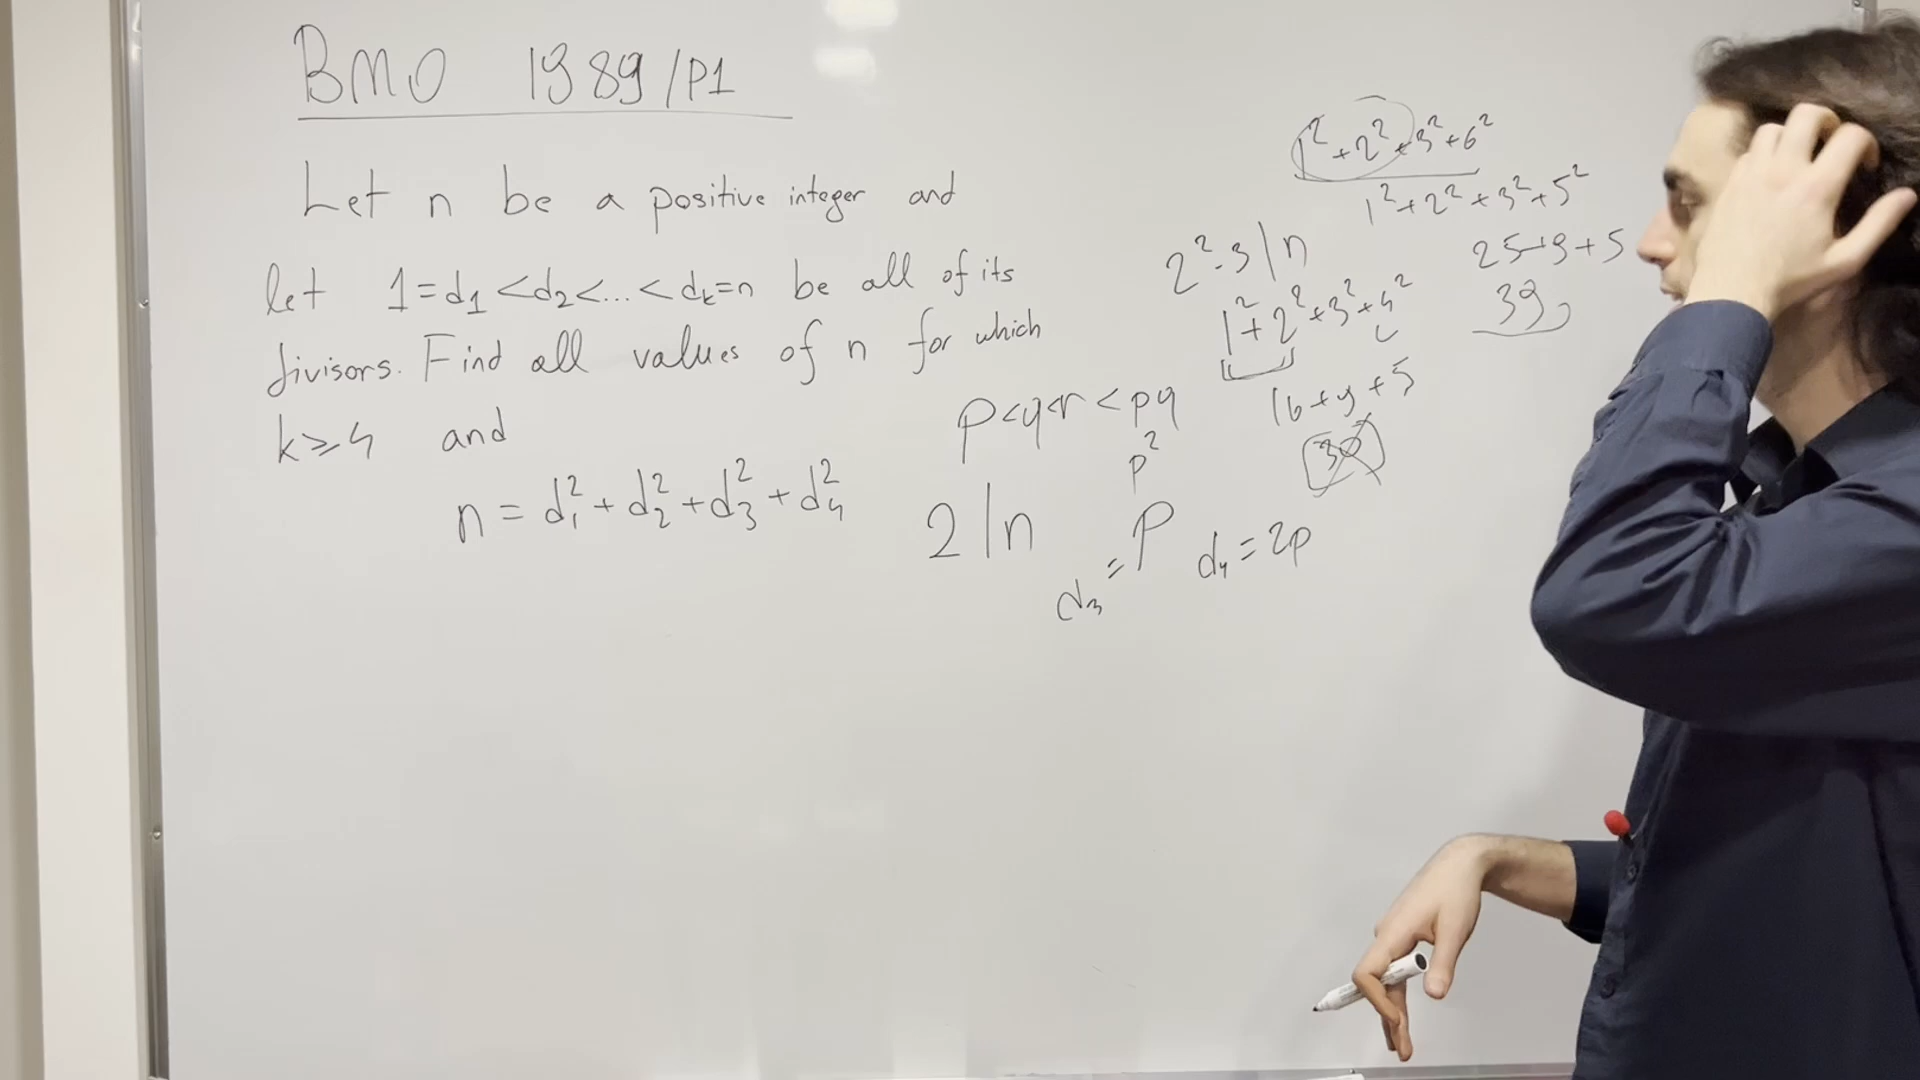 BMO 1989/P1
Let n be a positive integer and
let 1=d₁<d₂<...<dₖ=n be all of its
divisors. Find all values of n for which
k≥4 and
n = d₁² + d₂² + d₃² + d₄²
p<q<r<pq
p²
2|n
d₃ = p d₄ = 2p
1²+2²+3²+6²
1²+2²+3²+5²
25+9+5
39
2²·3|n
1²+2²+3²+4²
16+9+5
30